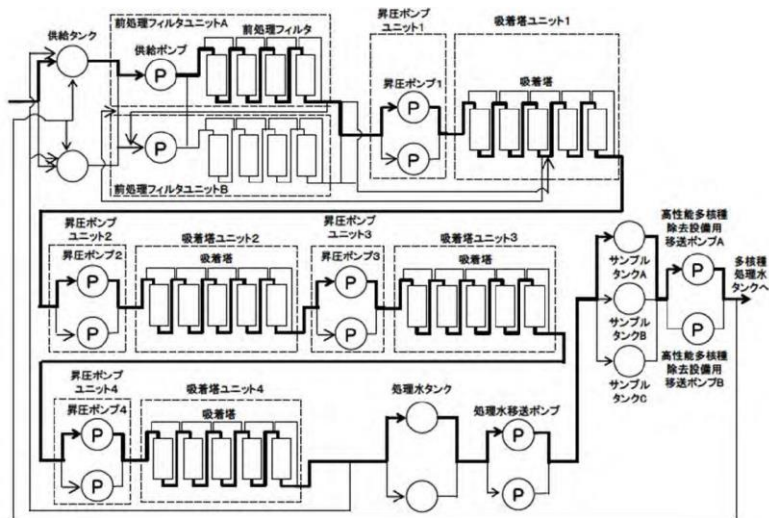 前処理フィルタユニットA
供給タンク
供給ポンプ
前処理フィルタ
P
P
前処理フィルタユニットB
昇圧ポンプ
ユニット1
昇圧ポンプ1
P
P
吸着塔ユニット1
吸着塔
昇圧ポンプ
ユニット2
昇圧ポンプ2
P
P
吸着塔ユニット2
吸着塔
昇圧ポンプ
ユニット3
昇圧ポンプ3
P
P
吸着塔ユニット3
吸着塔
サンプル
タンクA
サンプル
タンクB
サンプル
タンクC
高性能多核種
除去設備用
移送ポンプA
P
P
高性能多核種
除去設備用
移送ポンプB
多核種
処理水
タンクへ
昇圧ポンプ
ユニット4
昇圧ポンプ4
P
P
吸着塔ユニット4
吸着塔
処理水タンク
処理水移送ポンプ
P
P